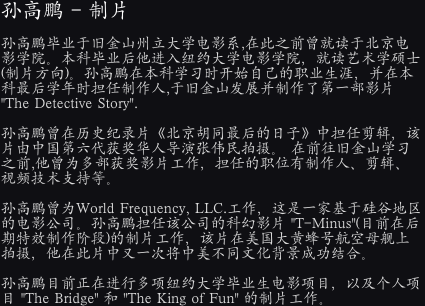 孙高鹏 – 制片
孙高鹏毕业于旧金山州立大学电影系,在此之前曾就读于北京电
影学院。本科毕业后他进入纽约大学电影学院，就读艺术学硕士
(制片方向)。孙高鹏在本科学习时开始自己的职业生涯，并在本
科最后学年时担任制作人,于旧金山发展并制作了第一部影片
"The Detective Story".
孙高鹏曾在历史纪录片《北京胡同最后的日子》中担任剪辑，该
片由中国第六代获奖华人导演张伟民拍摄。 在前往旧金山学习
之前,他曾为多部获奖影片工作，担任的职位有制作人、剪辑、
视频技术支持等。
孙高鹏曾为World Frequency, LLC.工作，这是一家基于硅谷地区
的电影公司。孙高鹏担任该公司的科幻影片 "T-Minus"(目前在后
期特效制作阶段)的制片工作，该片在美国大黄蜂号航空母舰上
拍摄， 他在此片中又一次将中美不同文化背景成功结合。
孙高鹏目前正在进行多项纽约大学毕业生电影项目，以及个人项
目 "The Bridge" 和 "The King of Fun" 的制片工作。